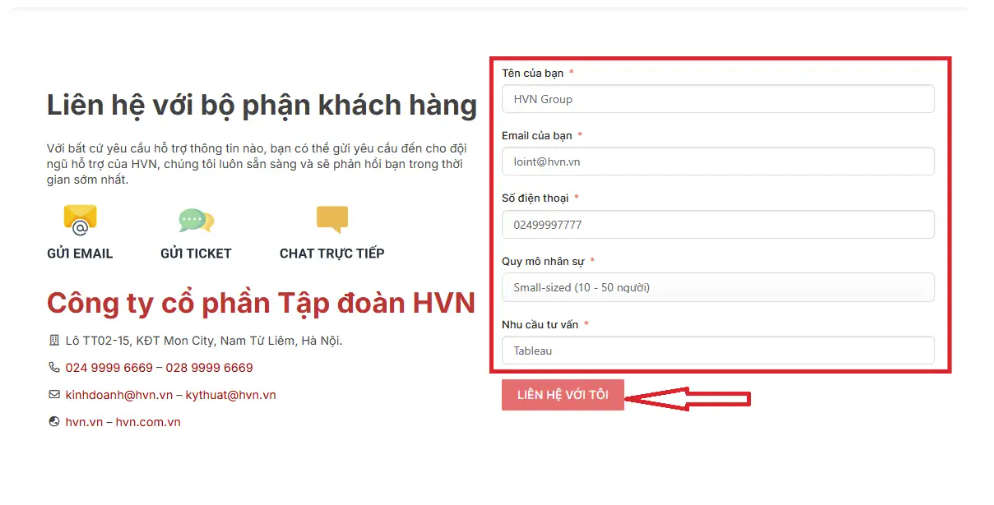 Liên hệ với bộ phận khách hàng
Với bất cứ yêu cầu hỗ trợ thông tin nào, bạn có thể gửi yêu cầu đến cho đội
ngũ hỗ trợ của HVN, chúng tôi luôn sẵn sàng và sẽ phản hồi bạn trong thời
gian sớm nhất.
@
GỬI EMAIL GỬI TICKET CHAT TRỰC TIẾP
Công ty cổ phần Tập đoàn HVN
Lô TT02-15, KĐT Mon City, Nam Từ Liêm, Hà Nội.
024 9999 6669 – 028 9999 6669
kinhdoanh@hvn.vn – kythuat@hvn.vn
hvn.vn – hvn.com.vn
Tên của bạn *
HVN Group
Email của bạn *
loint@hvn.vn
Số điện thoại *
02499997777
Quy mô nhân sự *
Small-sized (10 - 50 người)
Nhu cầu tư vấn *
Tableau
LIÊN HỆ VỚI TÔI